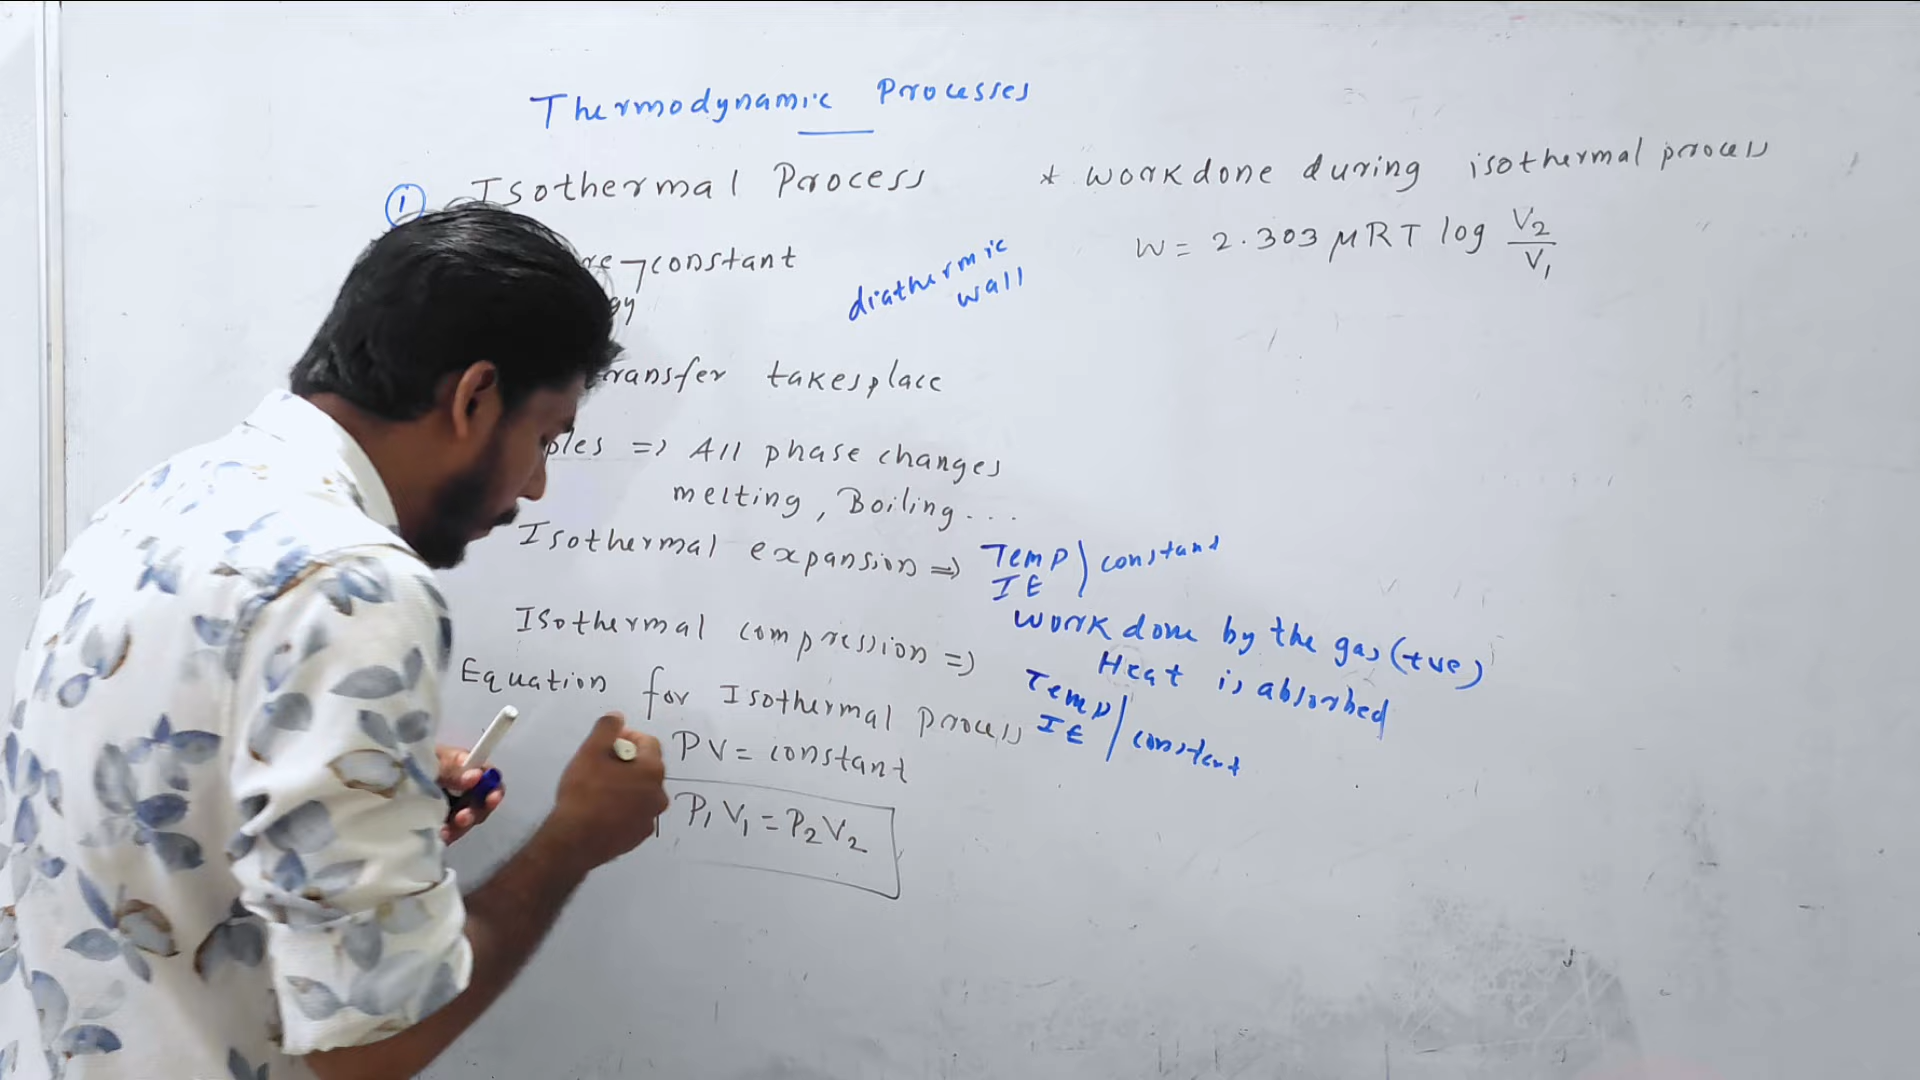 Thermodynamic Processes
① Isothermal Process
constant
diathermic
wall
takesplace
=> All phase changes
melting, Boiling...
Isothermal expansion => Temp constant
IE
work done by the gas (+ve)
Heat is absorbed
Isothermal compression => Temp
IE constant
Equation for Isothermal process
PV = constant
P₁V₁ = P₂V₂
* workdone during isothermal process
W = 2.303 μRT log V₂/V₁